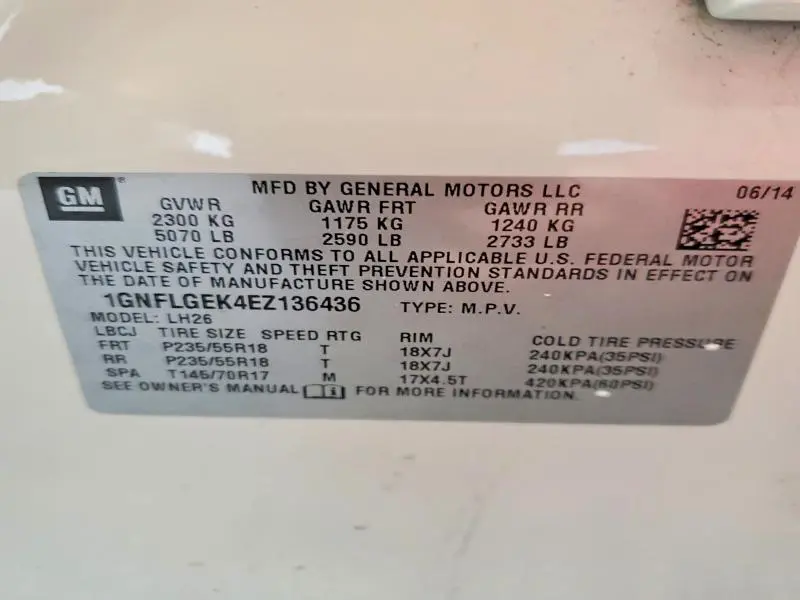 GM MFD BY GENERAL MOTORS LLC 06/14
GVWR GAWR FRT GAWR RR
2300 KG 1175 KG 1240 KG
5070 LB 2590 LB 2733 LB
THIS VEHICLE CONFORMS TO ALL APPLICABLE U.S. FEDERAL MOTOR
VEHICLE SAFETY AND THEFT PREVENTION STANDARDS IN EFFECT ON
THE DATE OF MANUFACTURE SHOWN ABOVE.
1GNFLGEK4EZ136436 TYPE: M.P.V.
MODEL: LH26
LBCJ TIRE SIZE SPEED RTG RIM COLD TIRE PRESSURE
FRT P235/55R18 T 18X7J 240KPA(35PSI)
RR P235/55R18 T 18X7J 240KPA(35PSI)
SPA T145/70R17 M 17X4.5T 420KPA(60PSI)
SEE OWNER'S MANUAL FOR MORE INFORMATION.